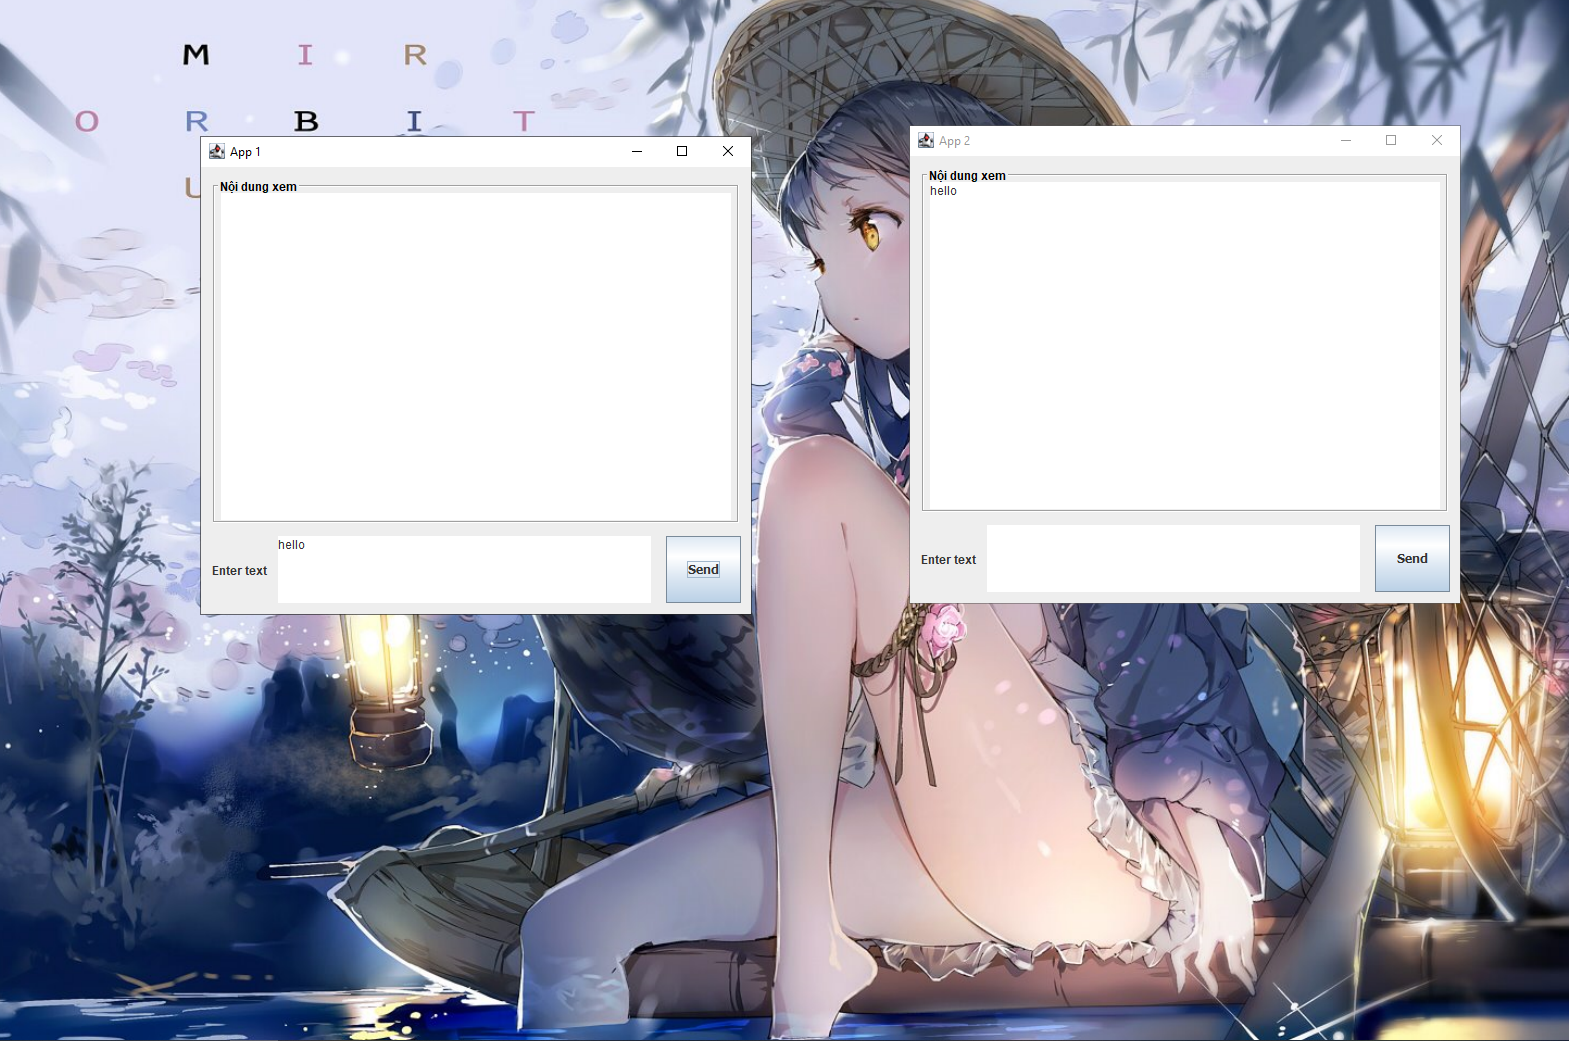 M I R
O R B I T
U
App 1
Nội dung xem
hello
Enter text
Send
App 2
Nội dung xem
hello
Enter text
Send